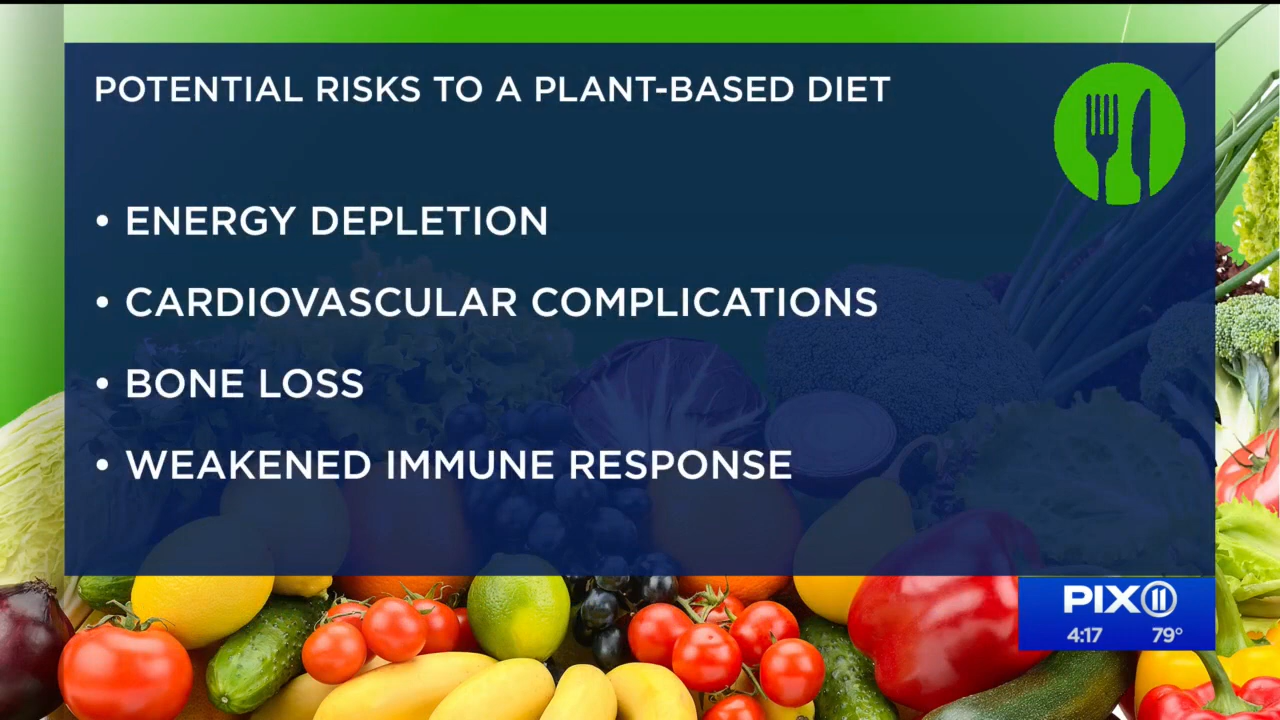 POTENTIAL RISKS TO A PLANT-BASED DIET
• ENERGY DEPLETION
• CARDIOVASCULAR COMPLICATIONS
• BONE LOSS
• WEAKENED IMMUNE RESPONSE
PIX11
4:17 79°